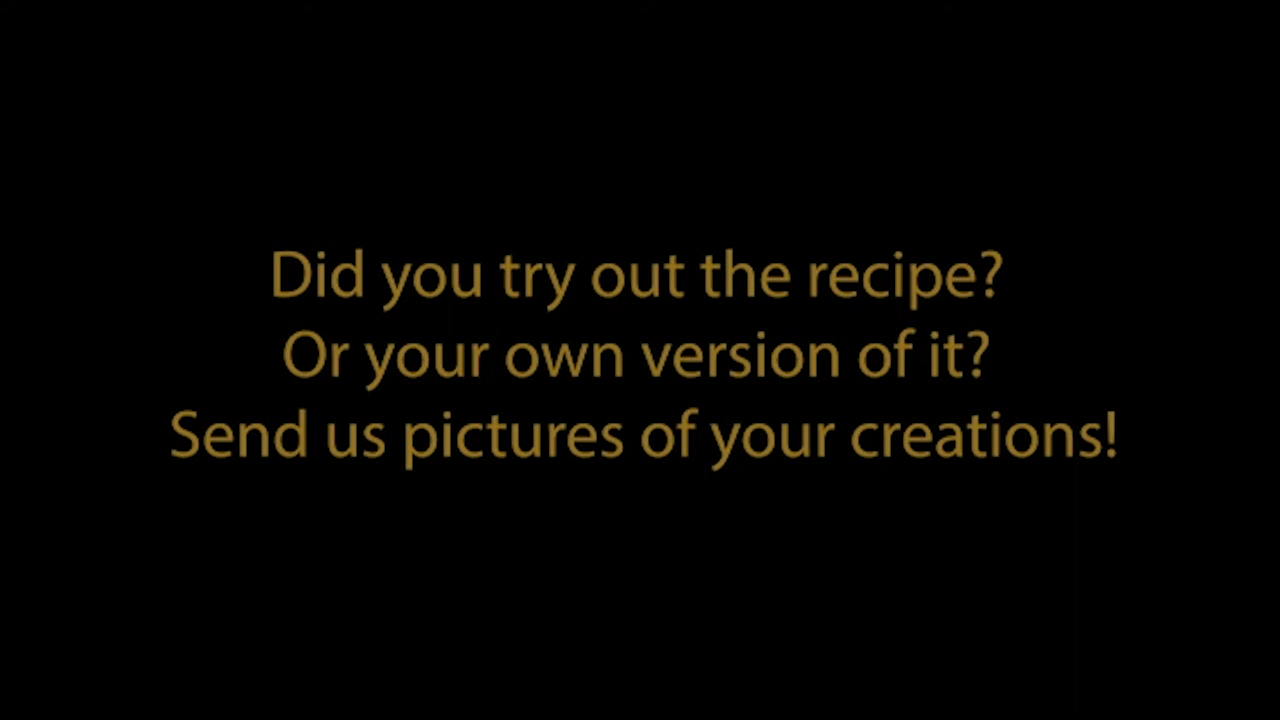 Did you try out the recipe?
Or your own version of it?
Send us pictures of your creations!